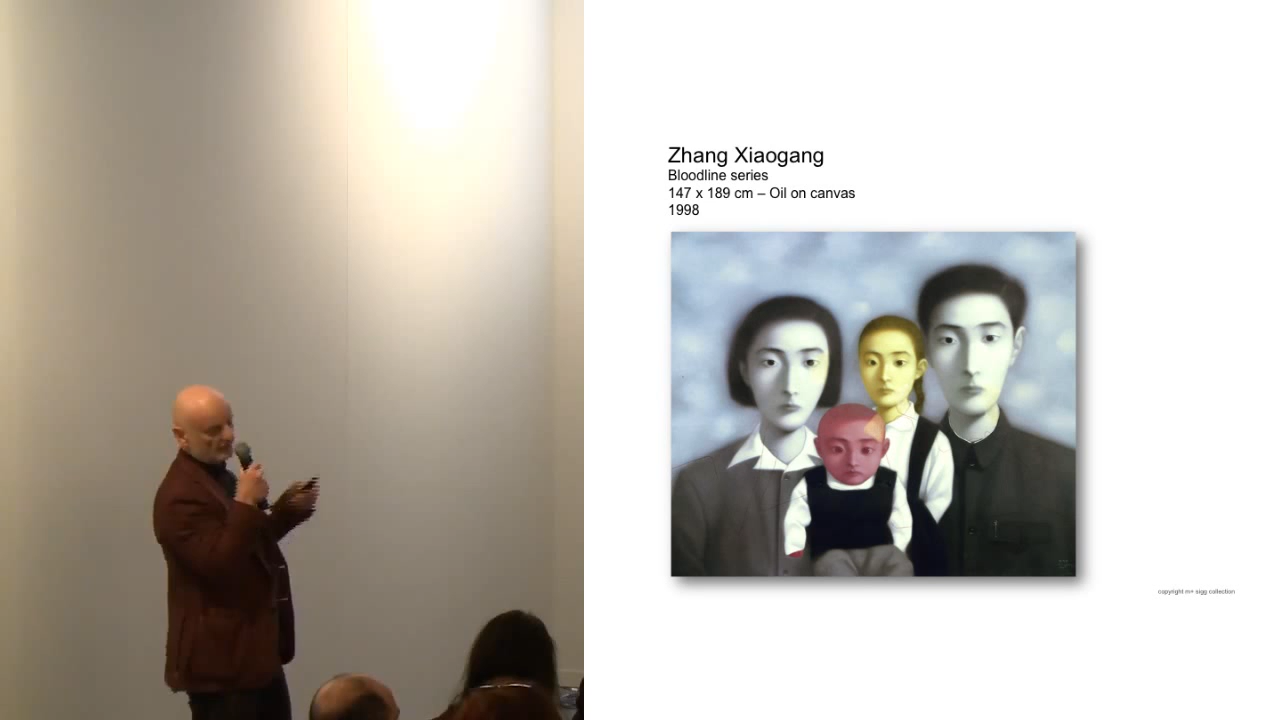 Zhang Xiaogang
Bloodline series
147 x 189 cm – Oil on canvas
1998
copyright m+ sigg collection